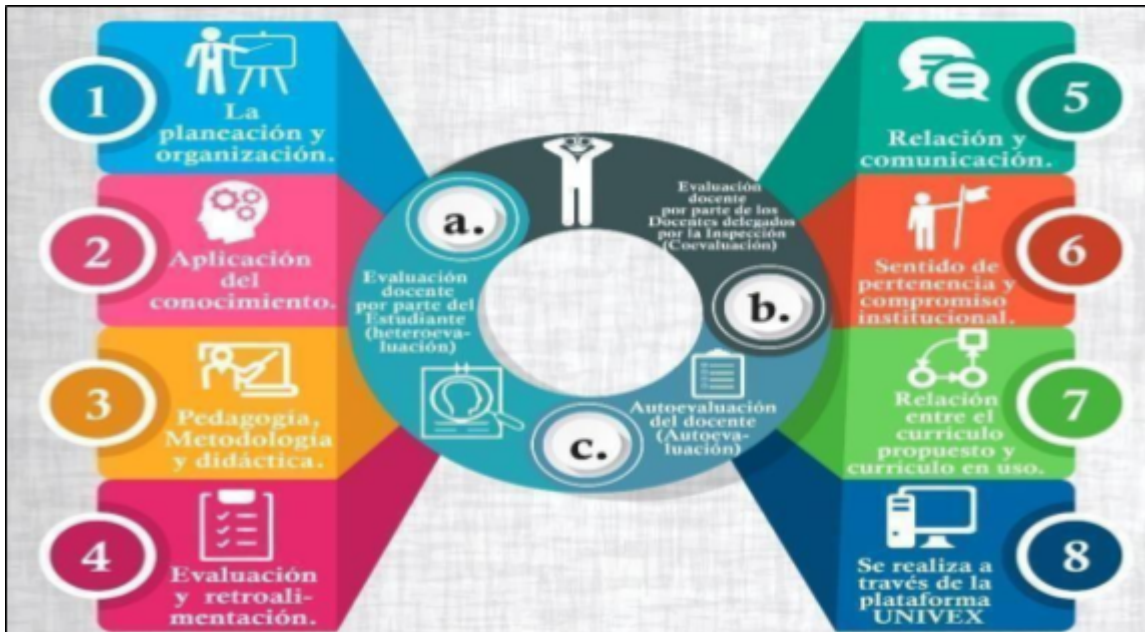 1
La
planeación y
organización.
2
Aplicación
del
conocimiento.
3
Pedagogía,
Metodología
y didáctica.
4
Evaluación
y retroali-
mentación.
a.
Evaluación
docente
por parte del
Estudiante
(heteroeva-
luación)
Evaluación
docente
por parte de los
Docentes delegados
por la Inspección
(Coevaluación)
b.
Autoevaluación
del docente
(Autoeva-
luación)
c.
5
Relación y
comunicación.
6
Sentido de
pertenencia y
compromiso
institucional.
7
Relación
entre el
currículo
propuesto y
currículo en uso.
8
Se realiza a
través de la
plataforma
UNIVEX